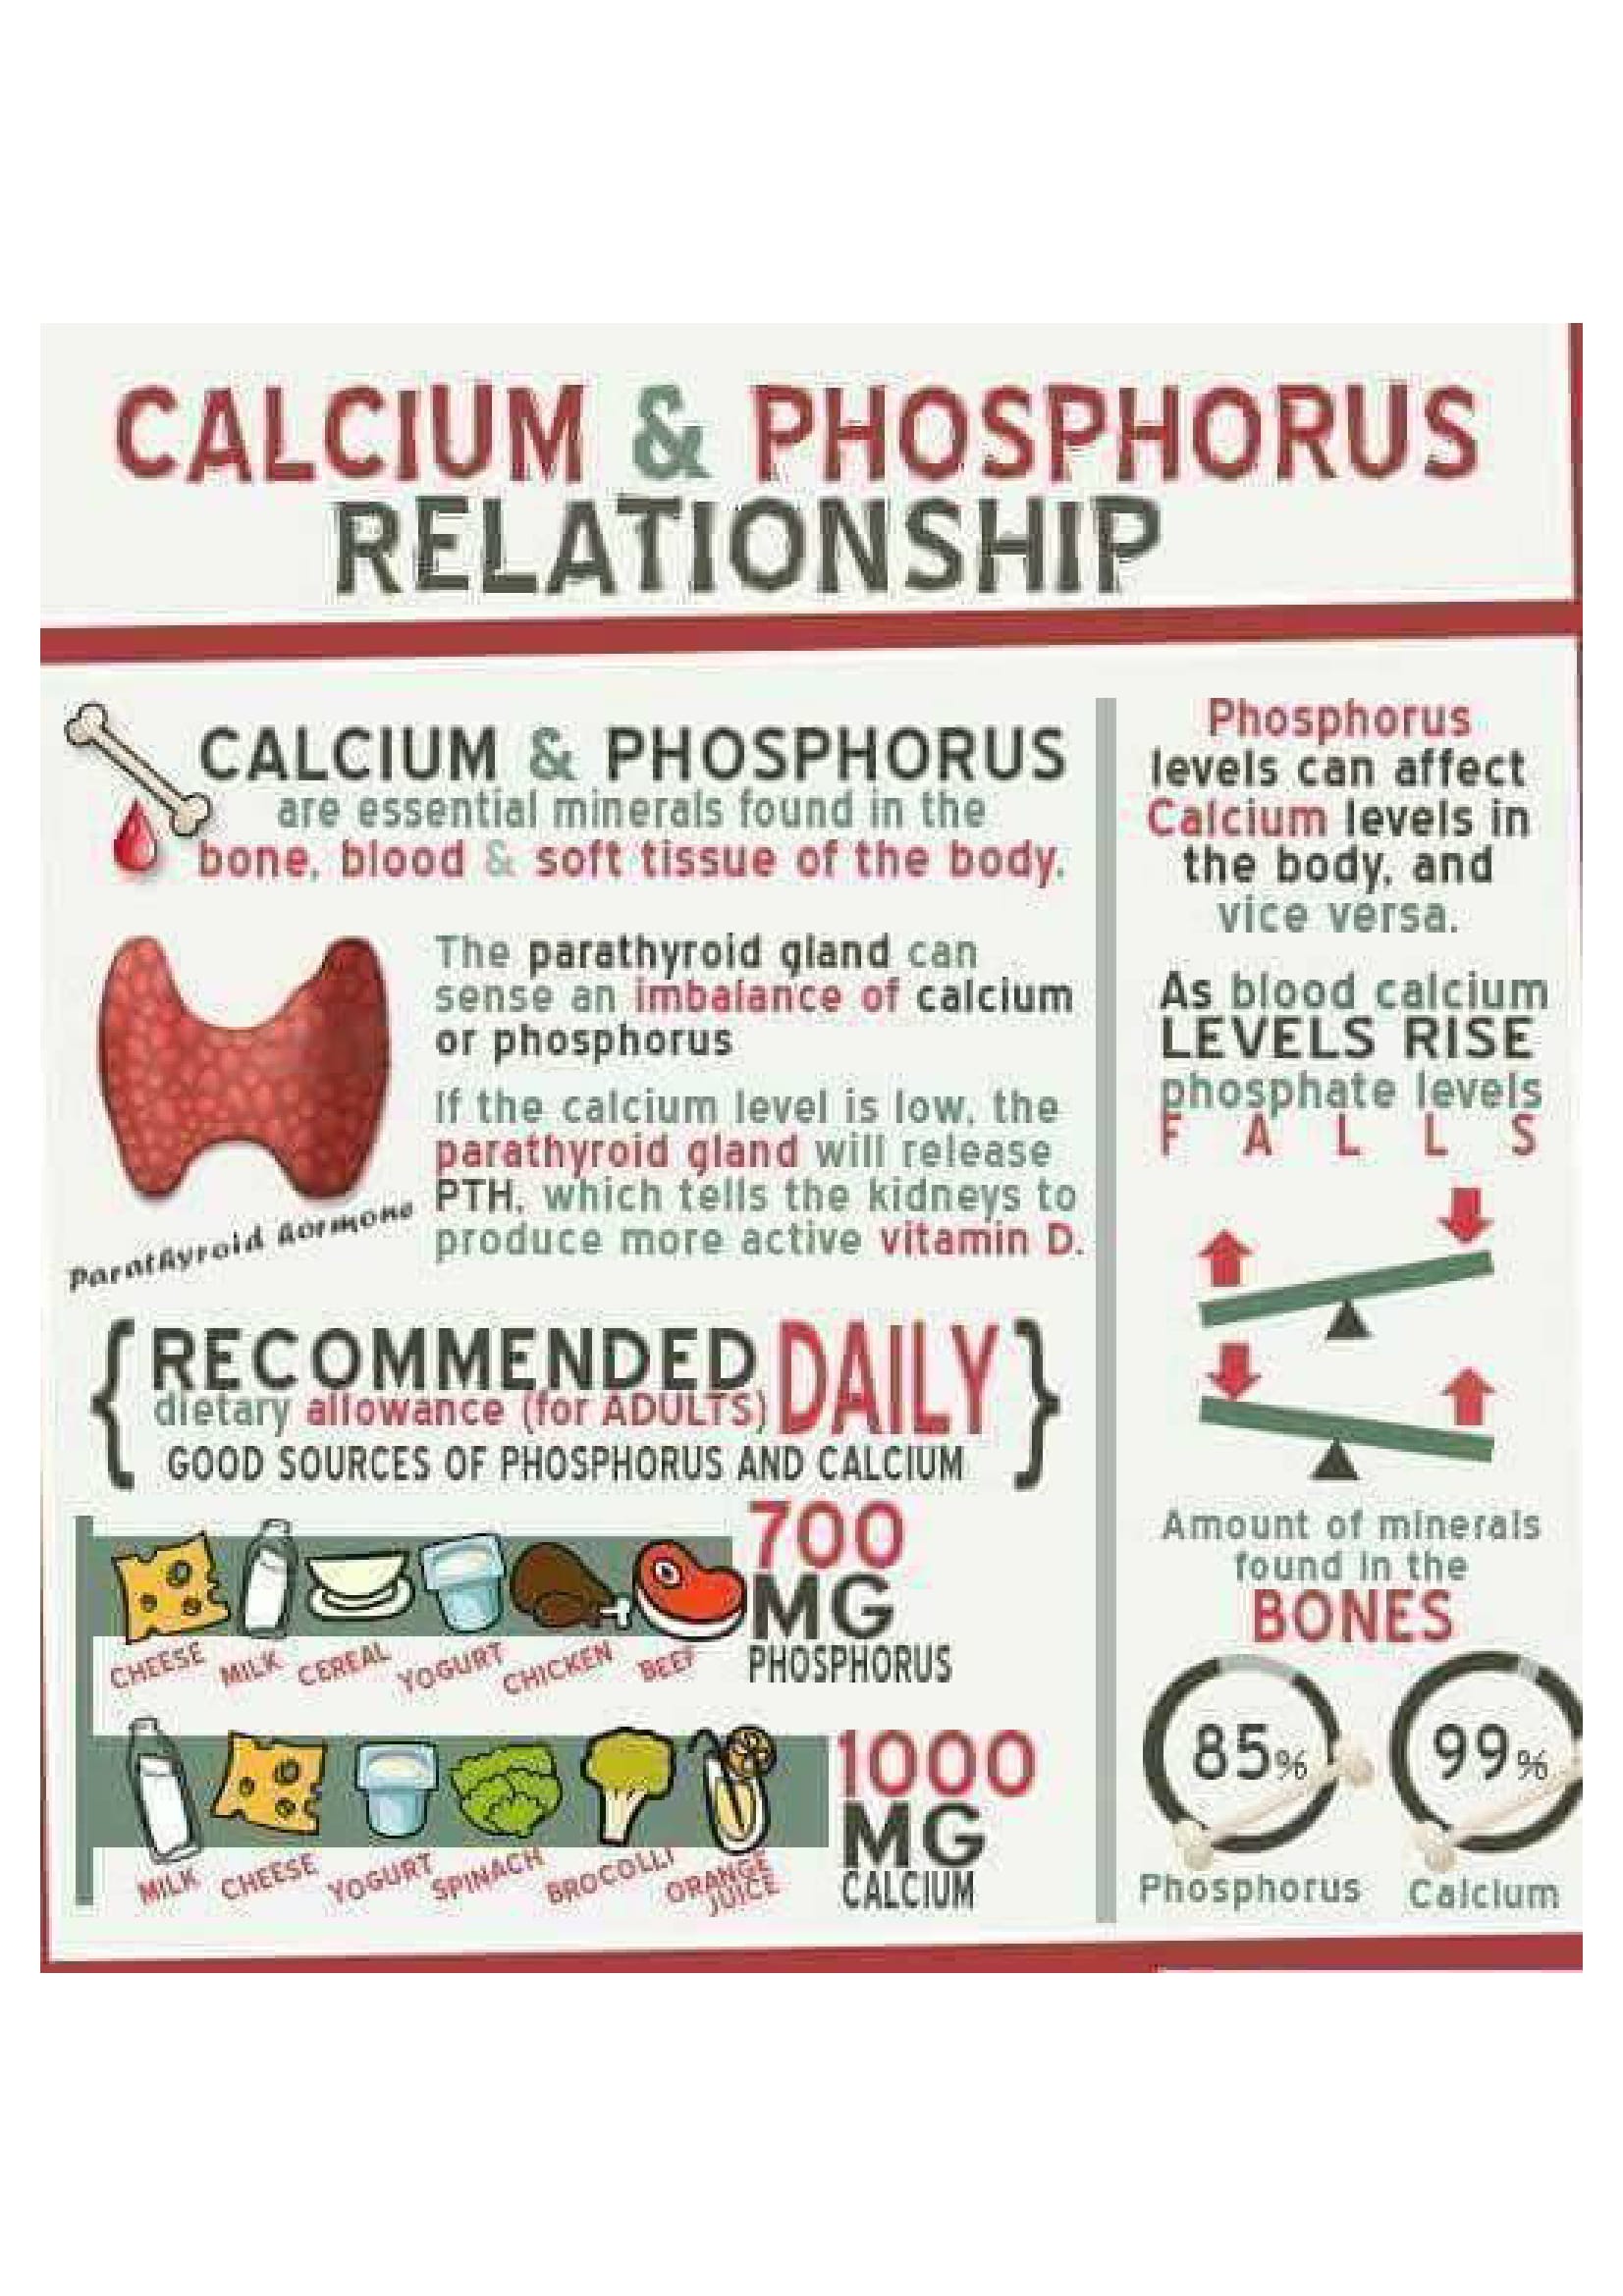 CALCIUM & PHOSPHORUS
RELATIONSHIP
CALCIUM & PHOSPHORUS
are essential minerals found in the
bone, blood & soft tissue of the body.
The parathyroid gland can
sense an imbalance of calcium
or phosphorus
If the calcium level is low, the
parathyroid gland will release
PTH, which tells the kidneys to
produce more active vitamin D.
Parathyroid hormone
RECOMMENDED DAILY
dietary allowance (for ADULTS)
GOOD SOURCES OF PHOSPHORUS AND CALCIUM
700
MG
PHOSPHORUS
CHEESE MILK CEREAL YOGURT CHICKEN BEEF
1000
MG
CALCIUM
MILK CHEESE YOGURT SPINACH BROCOLLI ORANGE
JUICE
Phosphorus
levels can affect
Calcium levels in
the body, and
vice versa.
As blood calcium
LEVELS RISE
phosphate levels
F A L L S
Amount of minerals
found in the
BONES
85% 99%
Phosphorus Calcium